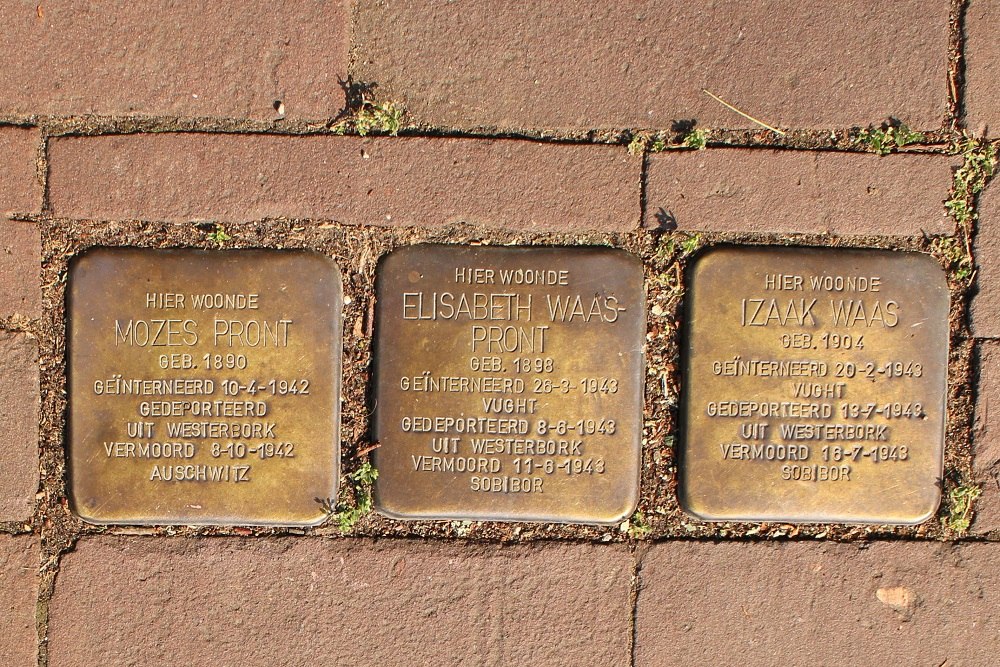 HIER WOONDE
MOZES PRONT
GEB. 1890
GEÏNTERNEERD 10-4-1942
GEDEPORTEERD
UIT WESTERBORK
VERMOORD 8-10-1942
AUSCHWITZ
HIER WOONDE
ELISABETH WAAS-
PRONT
GEB. 1898
GEÏNTERNEERD 26-3-1943
VUGHT
GEDEPORTEERD 8-6-1943
UIT WESTERBORK
VERMOORD 11-6-1943
SOBIBOR
HIER WOONDE
IZAAK WAAS
GEB. 1904
GEÏNTERNEERD 20-2-1943
VUGHT
GEDEPORTEERD 13-7-1943
UIT WESTERBORK
VERMOORD 16-7-1943
SOBIBOR